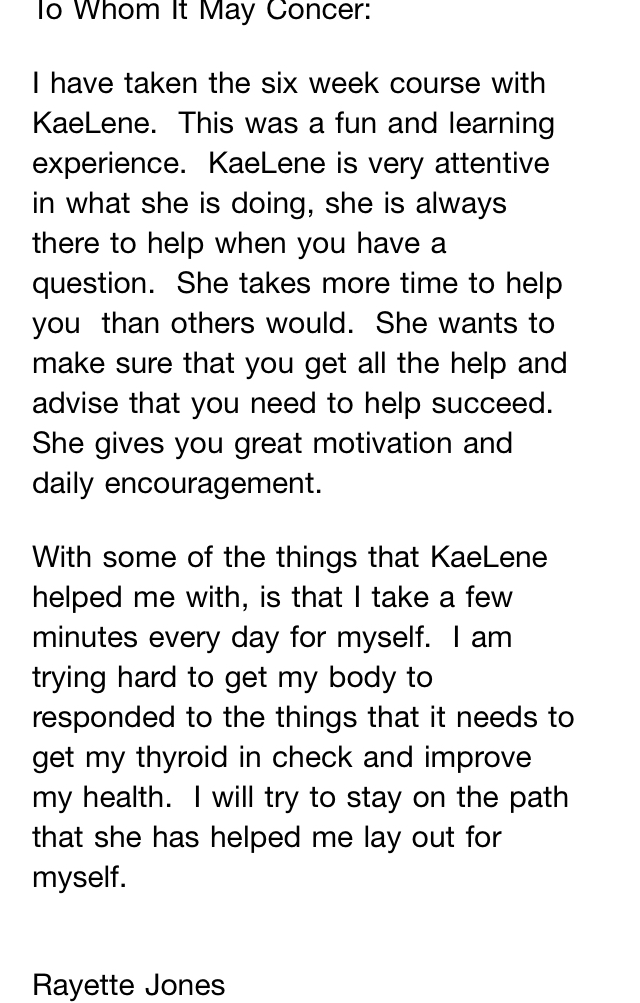 To Whom It May Concer:
I have taken the six week course with
KaeLene.  This was a fun and learning
experience.  KaeLene is very attentive
in what she is doing, she is always
there to help when you have a
question.  She takes more time to help
you  than others would.  She wants to
make sure that you get all the help and
advise that you need to help succeed.
She gives you great motivation and
daily encouragement.
With some of the things that KaeLene
helped me with, is that I take a few
minutes every day for myself.  I am
trying hard to get my body to
responded to the things that it needs to
get my thyroid in check and improve
my health.  I will try to stay on the path
that she has helped me lay out for
myself.
Rayette Jones